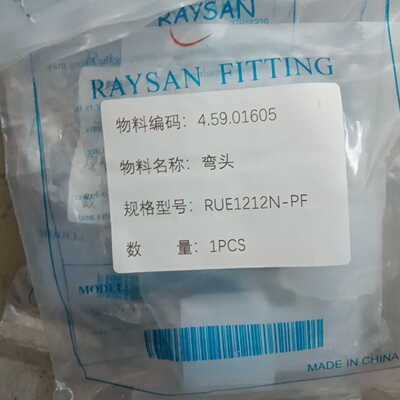 RAYSAN
RAYSAN FITTING
物料编码: 4.59.01605
物料名称: 弯头
规格型号: RUE1212N-PF
数 量: 1PCS
MODEL:
MADE IN CHINA